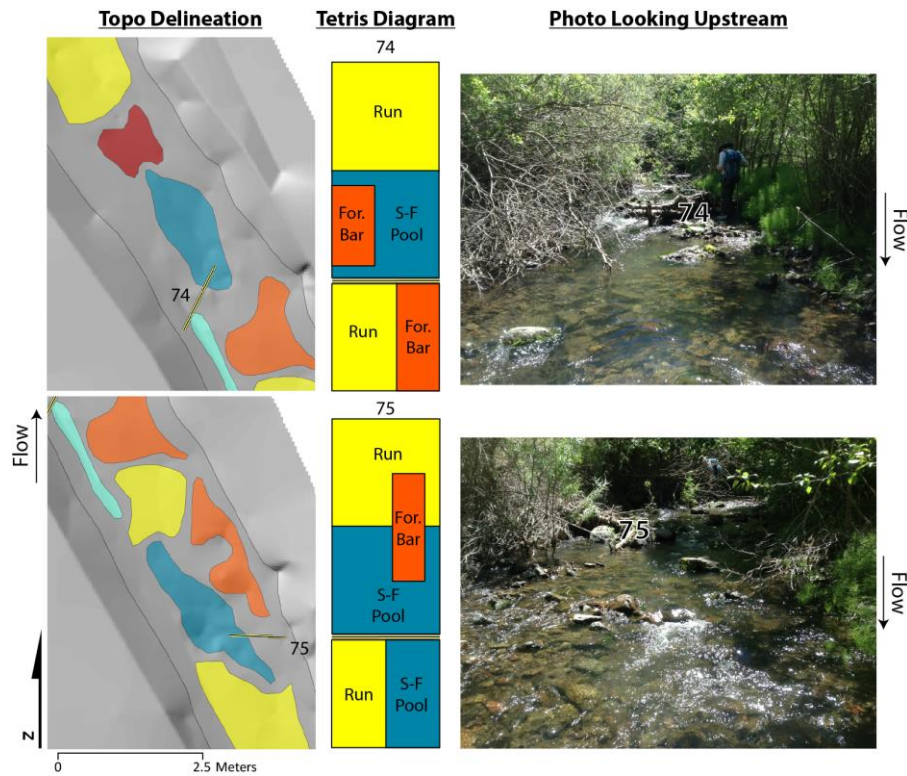 Topo Delineation
Tetris Diagram
Photo Looking Upstream
74
Run
For.
Bar
S-F
Pool
74
Run
For.
Bar
74
Flow
75
Run
For.
Bar
S-F
Pool
75
Run
S-F
Pool
75
Flow
Flow
N
0
2.5 Meters